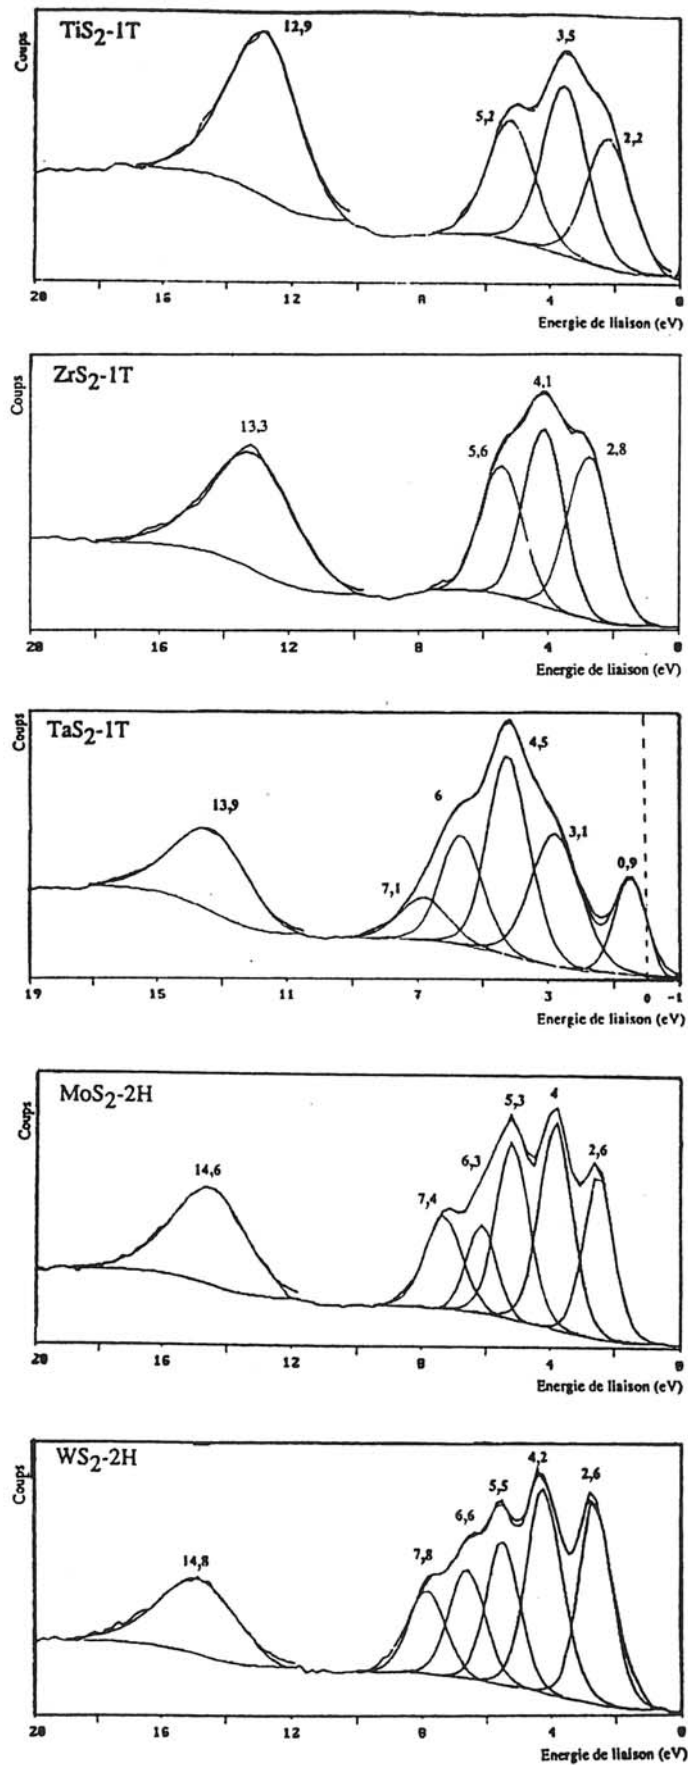 TiS2-1T
12,9
3,5
5,2
2,2
Coups
20 16 12 8 4 0
Energie de liaison (eV)
ZrS2-1T
4,1
13,3
5,6
2,8
Coups
20 16 12 8 4 0
Energie de liaison (eV)
TaS2-1T
4,5
13,9
6
3,1
0,9
7,1
Coups
19 15 11 7 3 0 -1
Energie de liaison (eV)
MoS2-2H
5,3
4
6,3
2,6
14,6
7,4
Coups
20 16 12 8 4 0
Energie de liaison (eV)
WS2-2H
4,2
2,6
5,5
6,6
7,8
14,8
Coups
20 16 12 8 4 0
Energie de liaison (eV)